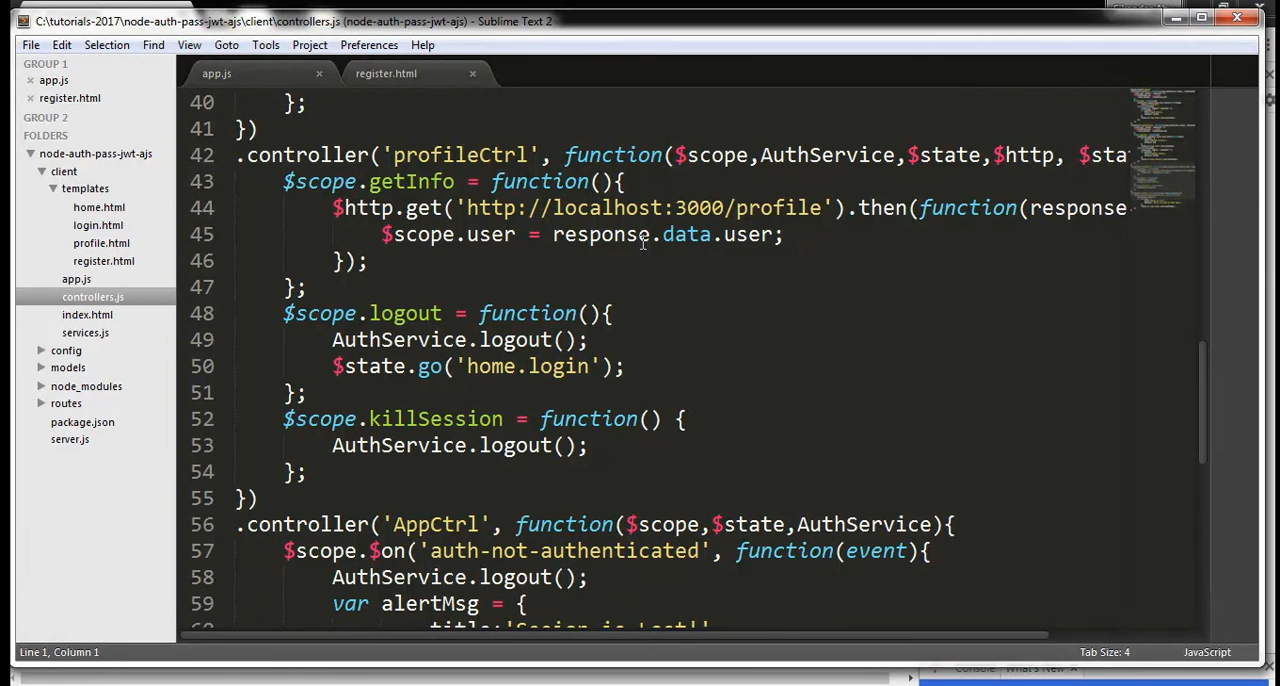 C:\tutorials-2017\node-auth-pass-jwt-ajs\client\controllers.js (node-auth-pass-jwt-ajs) - Sublime Text 2
File Edit Selection Find View Goto Tools Project Preferences Help
GROUP 1
app.js
register.html
GROUP 2
FOLDERS
node-auth-pass-jwt-ajs
client
templates
home.html
login.html
profile.html
register.html
app.js
controllers.js
index.html
services.js
config
models
node_modules
routes
package.json
server.js
app.js × register.html ×
40 };
41 })
42 .controller('profileCtrl', function($scope,AuthService,$state,$http, $sta
43 $scope.getInfo = function(){
44 $http.get('http://localhost:3000/profile').then(function(response
45 $scope.user = response.data.user;
46 });
47 };
48 $scope.logout = function(){
49 AuthService.logout();
50 $state.go('home.login');
51 };
52 $scope.killSession = function() {
53 AuthService.logout();
54 };
55 })
56 .controller('AppCtrl', function($scope,$state,AuthService){
57 $scope.$on('auth-not-authenticated', function(event){
58 AuthService.logout();
59 var alertMsg = {
Line 1, Column 1 Tab Size: 4 JavaScript
Console What's New ×